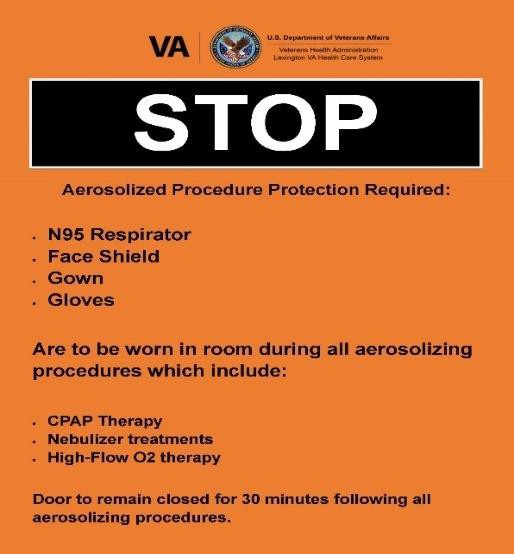 VA
U.S. Department of Veterans Affairs
Veterans Health Administration
Lexington VA Health Care System
STOP
Aerosolized Procedure Protection Required:
• N95 Respirator
• Face Shield
• Gown
• Gloves
Are to be worn in room during all aerosolizing
procedures which include:
• CPAP Therapy
• Nebulizer treatments
• High-Flow O2 therapy
Door to remain closed for 30 minutes following all
aerosolizing procedures.